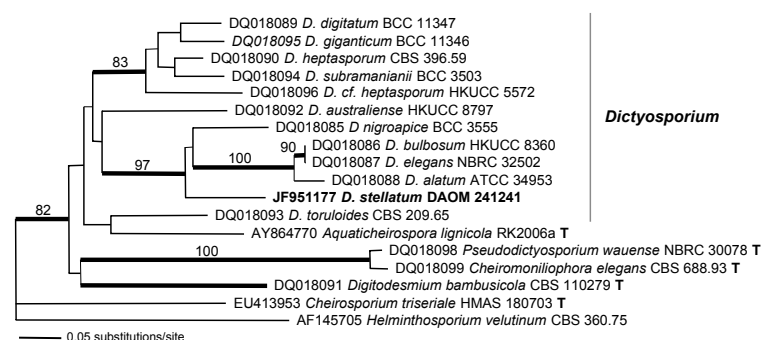 DQ018089 D. digitatum BCC 11347
DQ018095 D. giganticum BCC 11346
83
DQ018090 D. heptasporum CBS 396.59
DQ018094 D. subramanianii BCC 3503
DQ018096 D. cf. heptasporum HKUCC 5572
DQ018092 D. australiense HKUCC 8797
Dictyosporium
DQ018085 D nigroapice BCC 3555
90 DQ018086 D. bulbosum HKUCC 8360
97
100
DQ018087 D. elegans NBRC 32502
DQ018088 D. alatum ATCC 34953
JF951177 D. stellatum DAOM 241241
82
DQ018093 D. toruloides CBS 209.65
AY864770 Aquaticheirospora lignicola RK2006a T
100
DQ018098 Pseudodictyosporium wauense NBRC 30078 T
DQ018099 Cheiromoniliophora elegans CBS 688.93 T
DQ018091 Digitodesmium bambusicola CBS 110279 T
EU413953 Cheirosporium triseriale HMAS 180703 T
AF145705 Helminthosporium velutinum CBS 360.75
0.05 substitutions/site